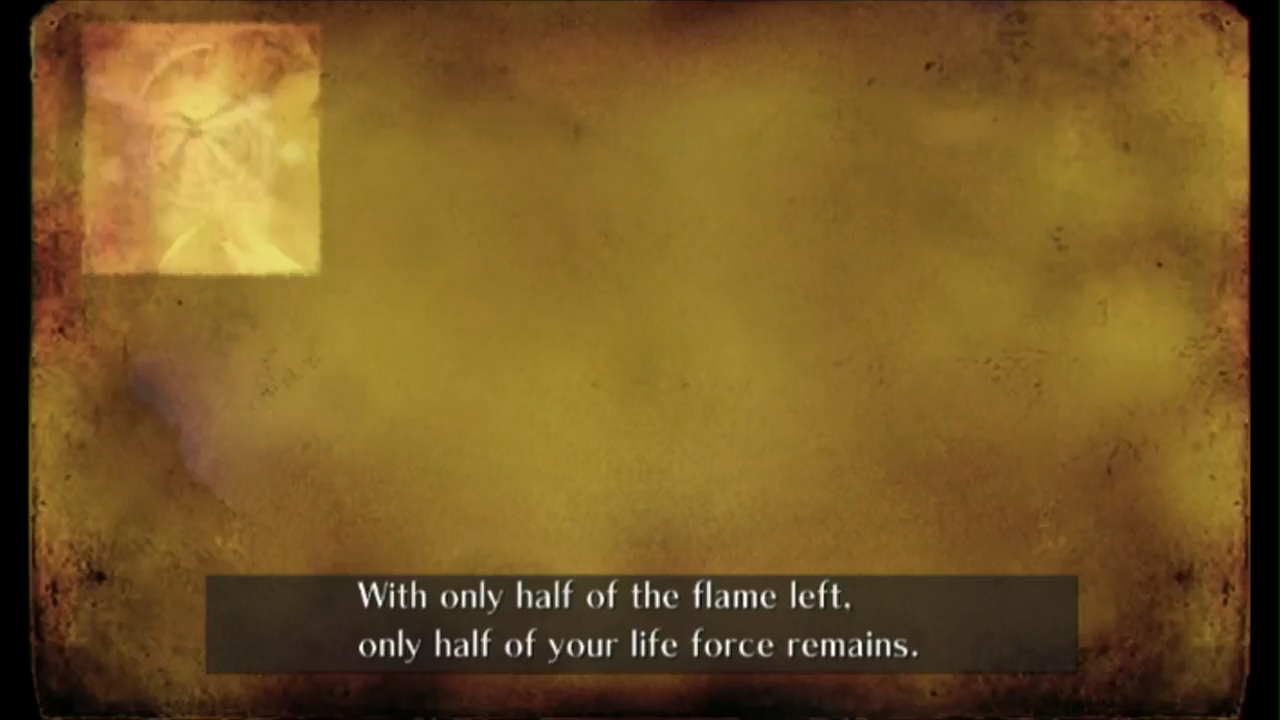 With only half of the flame left,
only half of your life force remains.